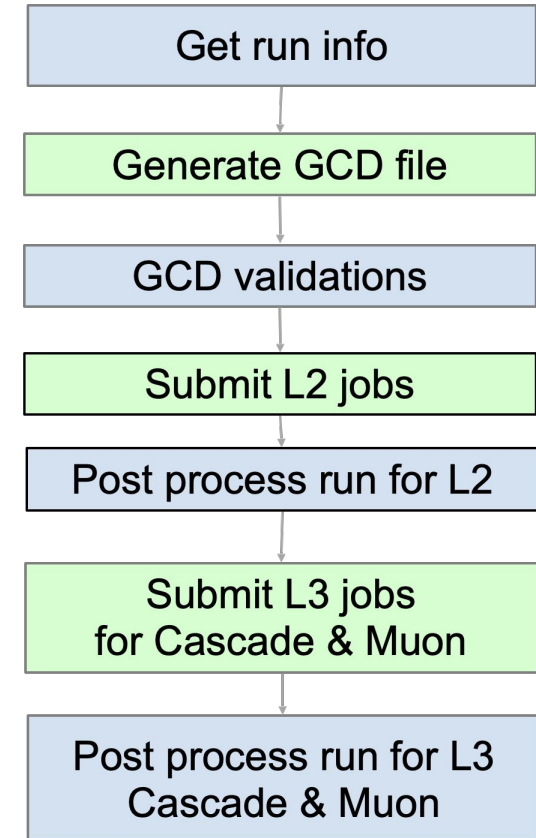 Get run info
Generate GCD file
GCD validations
Submit L2 jobs
Post process run for L2
Submit L3 jobs
for Cascade & Muon
Post process run for L3
Cascade & Muon